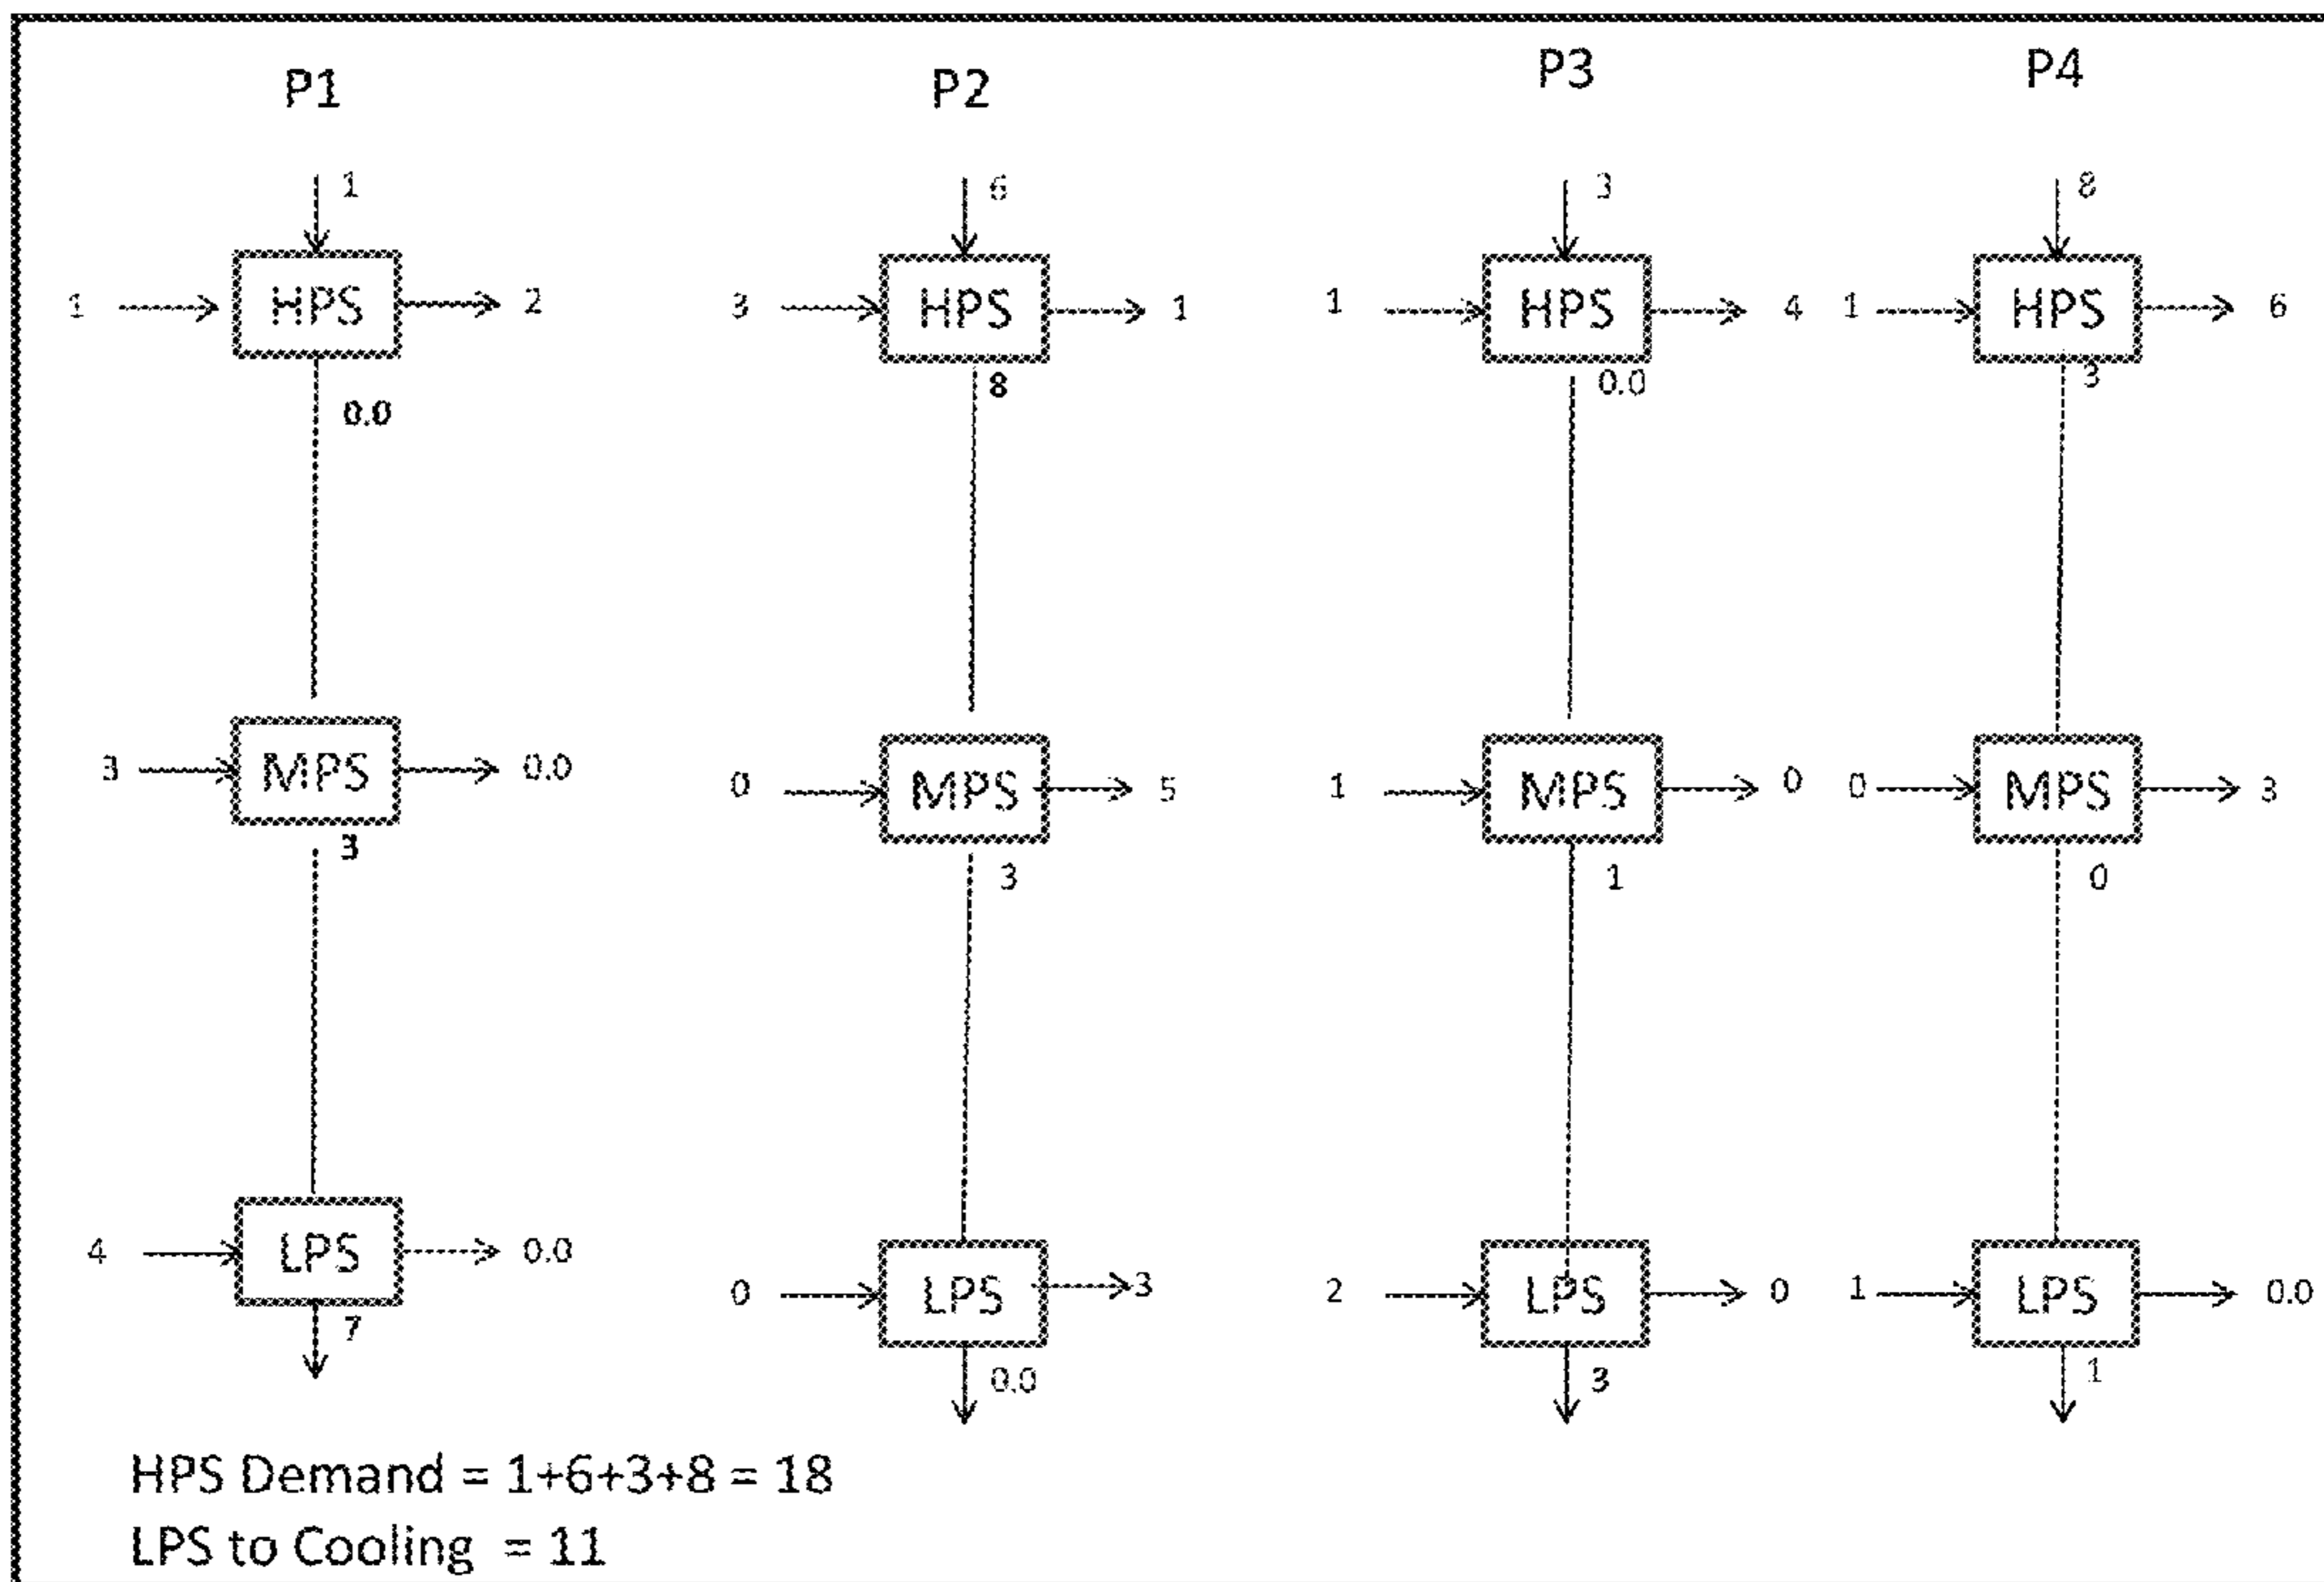 P1 P2 P3 P4
1 6 3 8
1 HPS 2 3 HPS 1 1 HPS 4 1 HPS 6
0.0 8 0.0 3
3 MPS 0.0 0 MPS 5 1 MPS 0 0 MPS 3
3 3 1 0
4 LPS 0.0 0 LPS 3 2 LPS 0 1 LPS 0.0
7 0.0 3 1
HPS Demand = 1+6+3+8 = 18
LPS to Cooling = 11